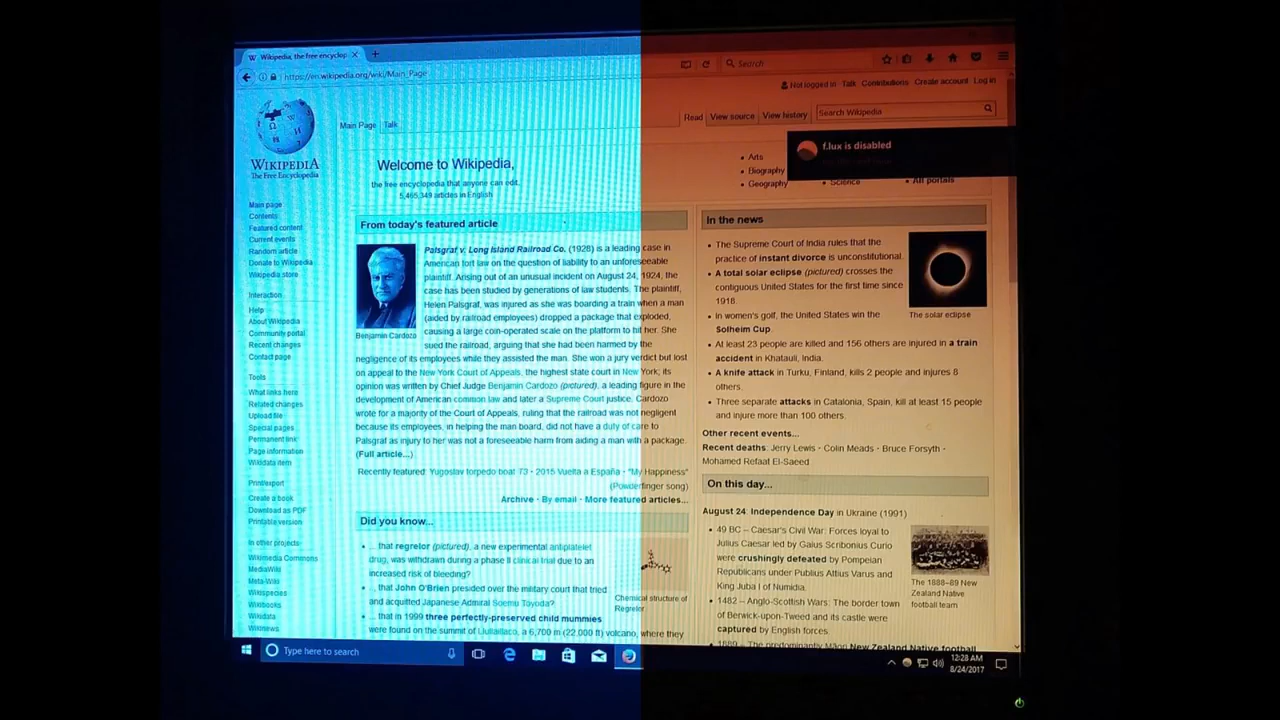 Wikipedia, the free encyclop
https://en.wikipedia.org/wiki/Main_Page
Search
Not logged in Talk Contributions Create account Log in
Main Page Talk
Read View source View history
Search Wikipedia
f.lux is disabled
WIKIPEDIA
The Free Encyclopedia
Welcome to Wikipedia,
the free encyclopedia that anyone can edit.
5,465,349 articles in English
Arts
Biography
Geography
Science
All portals
Main page
Contents
Featured content
Current events
Random article
Donate to Wikipedia
Wikipedia store
Interaction
Help
About Wikipedia
Community portal
Recent changes
Contact page
Tools
What links here
Related changes
Upload file
Special pages
Permanent link
Page information
Wikidata item
Print/export
Create a book
Download as PDF
Printable version
In other projects
Wikimedia Commons
MediaWiki
Meta-Wiki
Wikispecies
Wikibooks
Wikidata
Wikinews
From today's featured article
Benjamin Cardozo
Palsgraf v. Long Island Railroad Co. (1928) is a leading case in
American tort law on the question of liability to an unforeseeable
plaintiff. Arising out of an unusual incident on August 24, 1924, the
case has been studied by generations of law students. The plaintiff,
Helen Palsgraf, was injured as she was boarding a train when a man
(aided by railroad employees) dropped a package that exploded,
causing a large coin-operated scale on the platform to hit her. She
sued the railroad, arguing that she had been harmed by the
negligence of its employees while they assisted the man. She won a jury verdict but lost
on appeal to the New York Court of Appeals, the highest state court in New York; its
opinion was written by Chief Judge Benjamin Cardozo (pictured), a leading figure in the
development of American common law and later a Supreme Court justice. Cardozo
wrote for a majority of the Court of Appeals, ruling that the railroad was not negligent
because its employees, in helping the man board, did not have a duty of care to
Palsgraf as injury to her was not a foreseeable harm from aiding a man with a package.
(Full article...)
Recently featured: Yugoslav torpedo boat T3 - 2015 Vuelta a España - "My Happiness"
(Powderfinger song)
Archive - By email - More featured articles...
Did you know...
... that regrelor (pictured), a new experimental antiplatelet
drug, was withdrawn during a phase II clinical trial due to an
increased risk of bleeding?
... that John O'Brien presided over the military court that tried
and acquitted Japanese Admiral Soemu Toyoda?
... that in 1999 three perfectly-preserved child mummies
were found on the summit of Llullaillaco, a 6,700 m (22,000 ft) volcano, where they
Chemical structure of
Regrelor
In the news
The Supreme Court of India rules that the
practice of instant divorce is unconstitutional.
A total solar eclipse (pictured) crosses the
contiguous United States for the first time since
1918.
In women's golf, the United States win the
Solheim Cup.
At least 23 people are killed and 156 others are injured in a train
accident in Khatauli, India.
A knife attack in Turku, Finland, kills 2 people and injures 8
others.
Three separate attacks in Catalonia, Spain, kill at least 15 people
and injure more than 100 others.
The solar eclipse
Other recent events...
Recent deaths: Jerry Lewis - Colin Meads - Bruce Forsyth -
Mohamed Refaat El-Saeed
On this day...
August 24: Independence Day in Ukraine (1991)
49 BC – Caesar's Civil War: Forces loyal to
Julius Caesar led by Gaius Scribonius Curio
were crushingly defeated by Pompeian
Republicans under Publius Attius Varus and
King Juba I of Numidia.
1482 – Anglo-Scottish Wars: The border town
of Berwick-upon-Tweed and its castle were
captured by English forces.
1889 – The predominantly Māori New Zealand Native football
The 1888–89 New
Zealand Native
football team
Type here to search
12:28 AM
8/24/2017